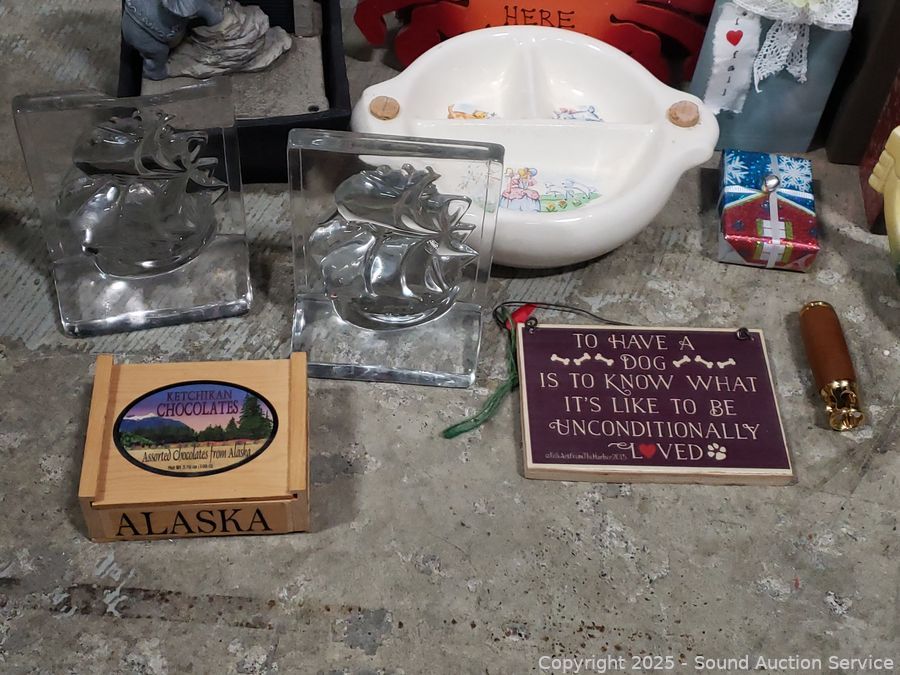 HERE
KETCHIKAN
CHOCOLATES
Assorted Chocolates from Alaska
ALASKA
TO HAVE A
DOG
IS TO KNOW WHAT
IT'S LIKE TO BE
UNCONDITIONALLY
LOVED
Copyright 2025 - Sound Auction Service